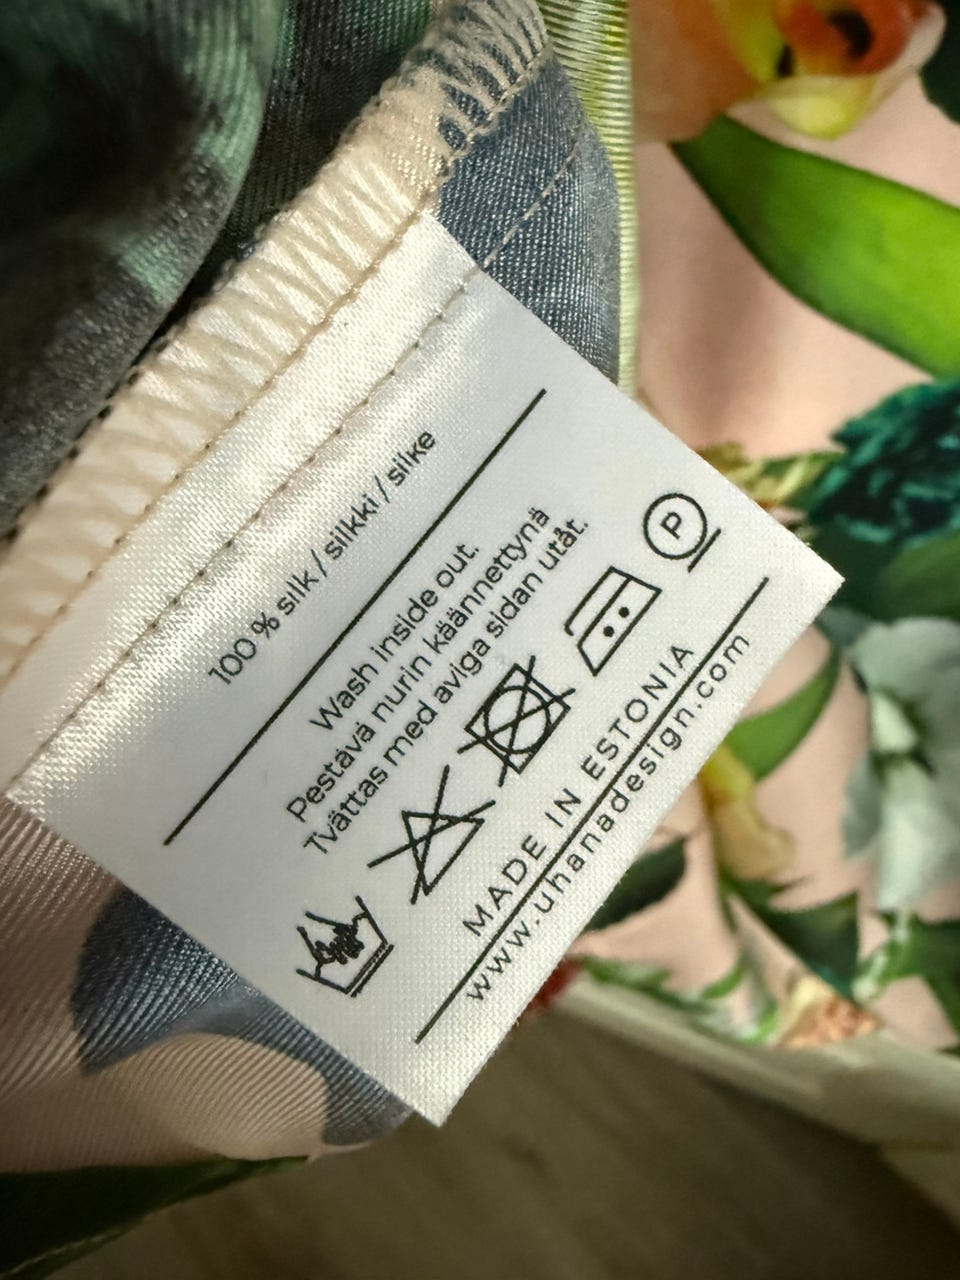 100 % silk / silkki / silke
Wash inside out.
Pestävä nurin käännettynä
Tvättas med aviga sidan utåt.
P
MADE IN ESTONIA
www.uhanadesign.com